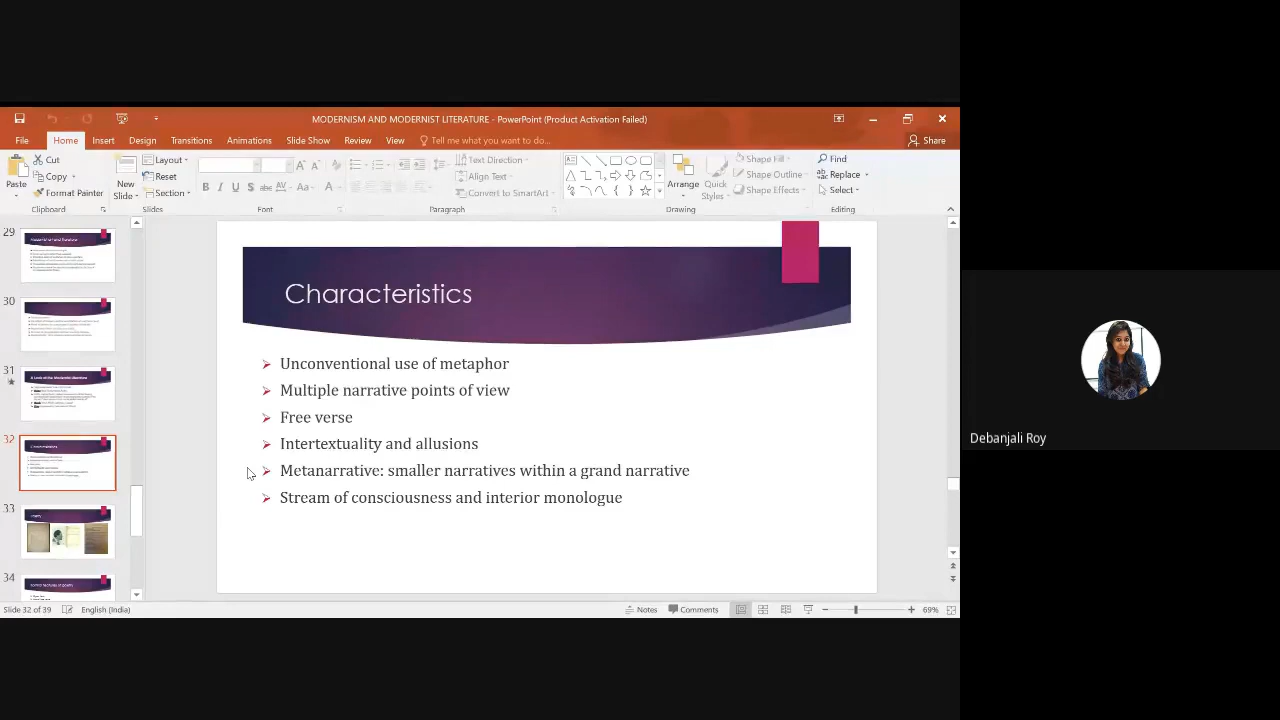 MODERNISM AND MODERNIST LITERATURE - PowerPoint (Product Activation Failed)
File Home Insert Design Transitions Animations Slide Show Review View Tell me what you want to do... Share
Paste Cut Copy Format Painter
New Slide Layout Reset Section
Text Direction Align Text Convert to SmartArt
Arrange Quick Styles Shape Fill Shape Outline Shape Effects
Find Replace Select
Clipboard Slides Font Paragraph Drawing Editing
29
30
31
32
33
34
Characteristics
Unconventional use of metaphor
Multiple narrative points of view
Free verse
Intertextuality and allusions
Metanarrative: smaller narratives within a grand narrative
Stream of consciousness and interior monologue
Debanjali Roy
Slide 32 of 39 English (India) Notes Comments 69%